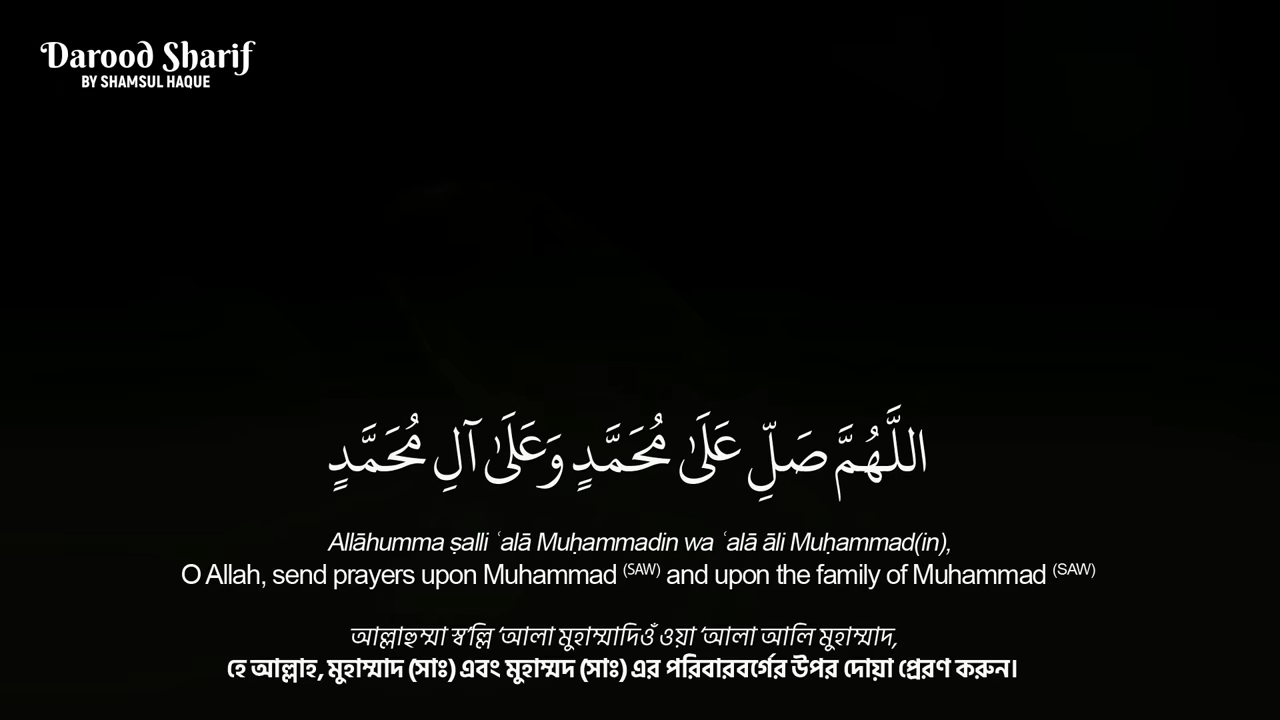 Darood Sharif
BY SHAMSUL HAQUE
اللَّهُمَّ صَلِّ عَلَىٰ مُحَمَّدٍ وَعَلَىٰ آلِ مُحَمَّدٍ
Allāhumma ṣalli ʿalā Muḥammadin wa ʿalā āli Muḥammad(in),
O Allah, send prayers upon Muhammad (SAW) and upon the family of Muhammad (SAW)
আল্লাহুম্মা স্ব’ল্লি ‘আলা মুহাম্মাদিওঁ ওয়া ‘আলা আলি মুহাম্মাদ,
হে আল্লাহ, মুহাম্মাদ (সাঃ) এবং মুহাম্মদ (সাঃ) এর পরিবারবর্গের উপর দোয়া প্রেরণ করুন।